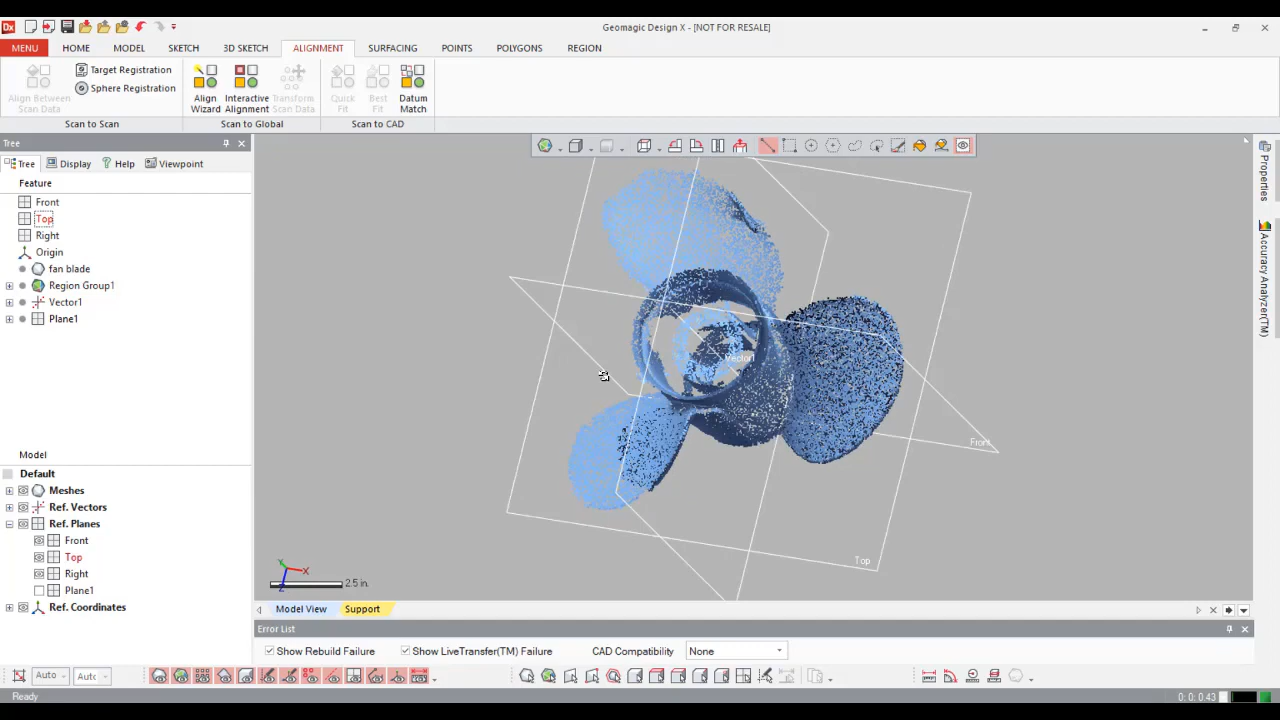 Dx
Geomagic Design X - [NOT FOR RESALE]
MENU HOME MODEL SKETCH 3D SKETCH ALIGNMENT SURFACING POINTS POLYGONS REGION
Align Between Scan Data
Target Registration
Sphere Registration
Align Wizard
Interactive Alignment
Transform Scan Data
Quick Fit
Best Fit
Datum Match
Scan to Scan
Scan to Global
Scan to CAD
Tree
Tree Display Help Viewpoint
Feature
Front
Top
Right
Origin
fan blade
Region Group1
Vector1
Plane1
Model
Default
Meshes
Ref. Vectors
Ref. Planes
Front
Top
Right
Plane1
Ref. Coordinates
Vector1
Front
Top
Y
X
Z
2.5 in.
Properties
Accuracy Analyzer(TM)
Model View Support
Error List
Show Rebuild Failure Show LiveTransfer(TM) Failure CAD Compatibility None
Auto Autc
Ready
0: 0: 0.43